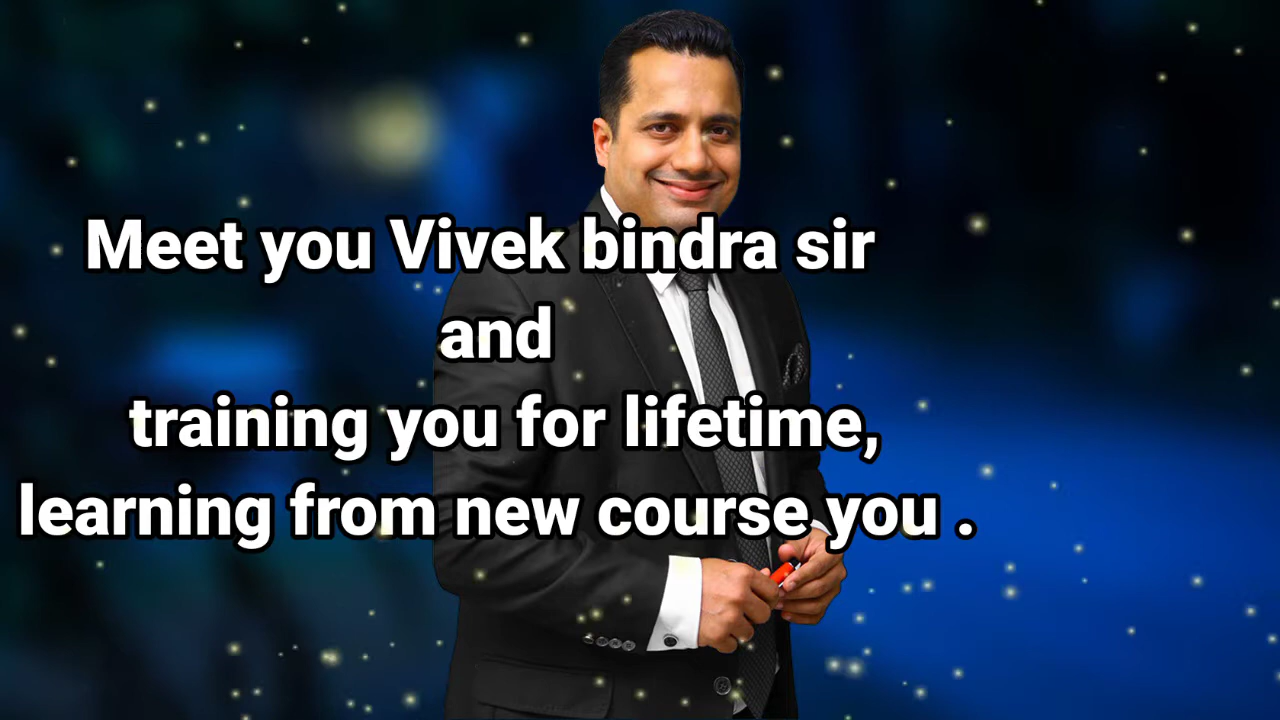 Meet you Vivek bindra sir
and
training you for lifetime,
learning from new course you .